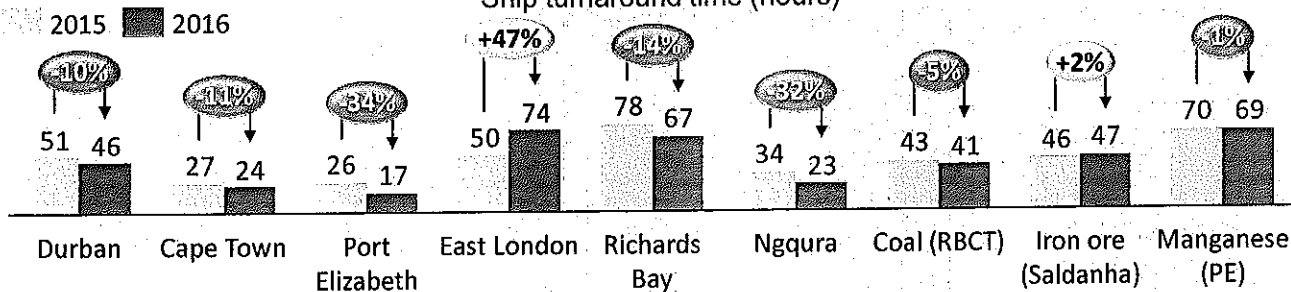 Ship turnaround time (hours)
2015 2016
-10% -11% -34% +47% -14% -32% -5% +2% -1%
51 46 27 24 26 17 50 74 78 67 34 23 43 41 46 47 70 69
Durban Cape Town Port Elizabeth East London Richards Bay Ngqura Coal (RBCT) Iron ore (Saldanha) Manganese (PE)